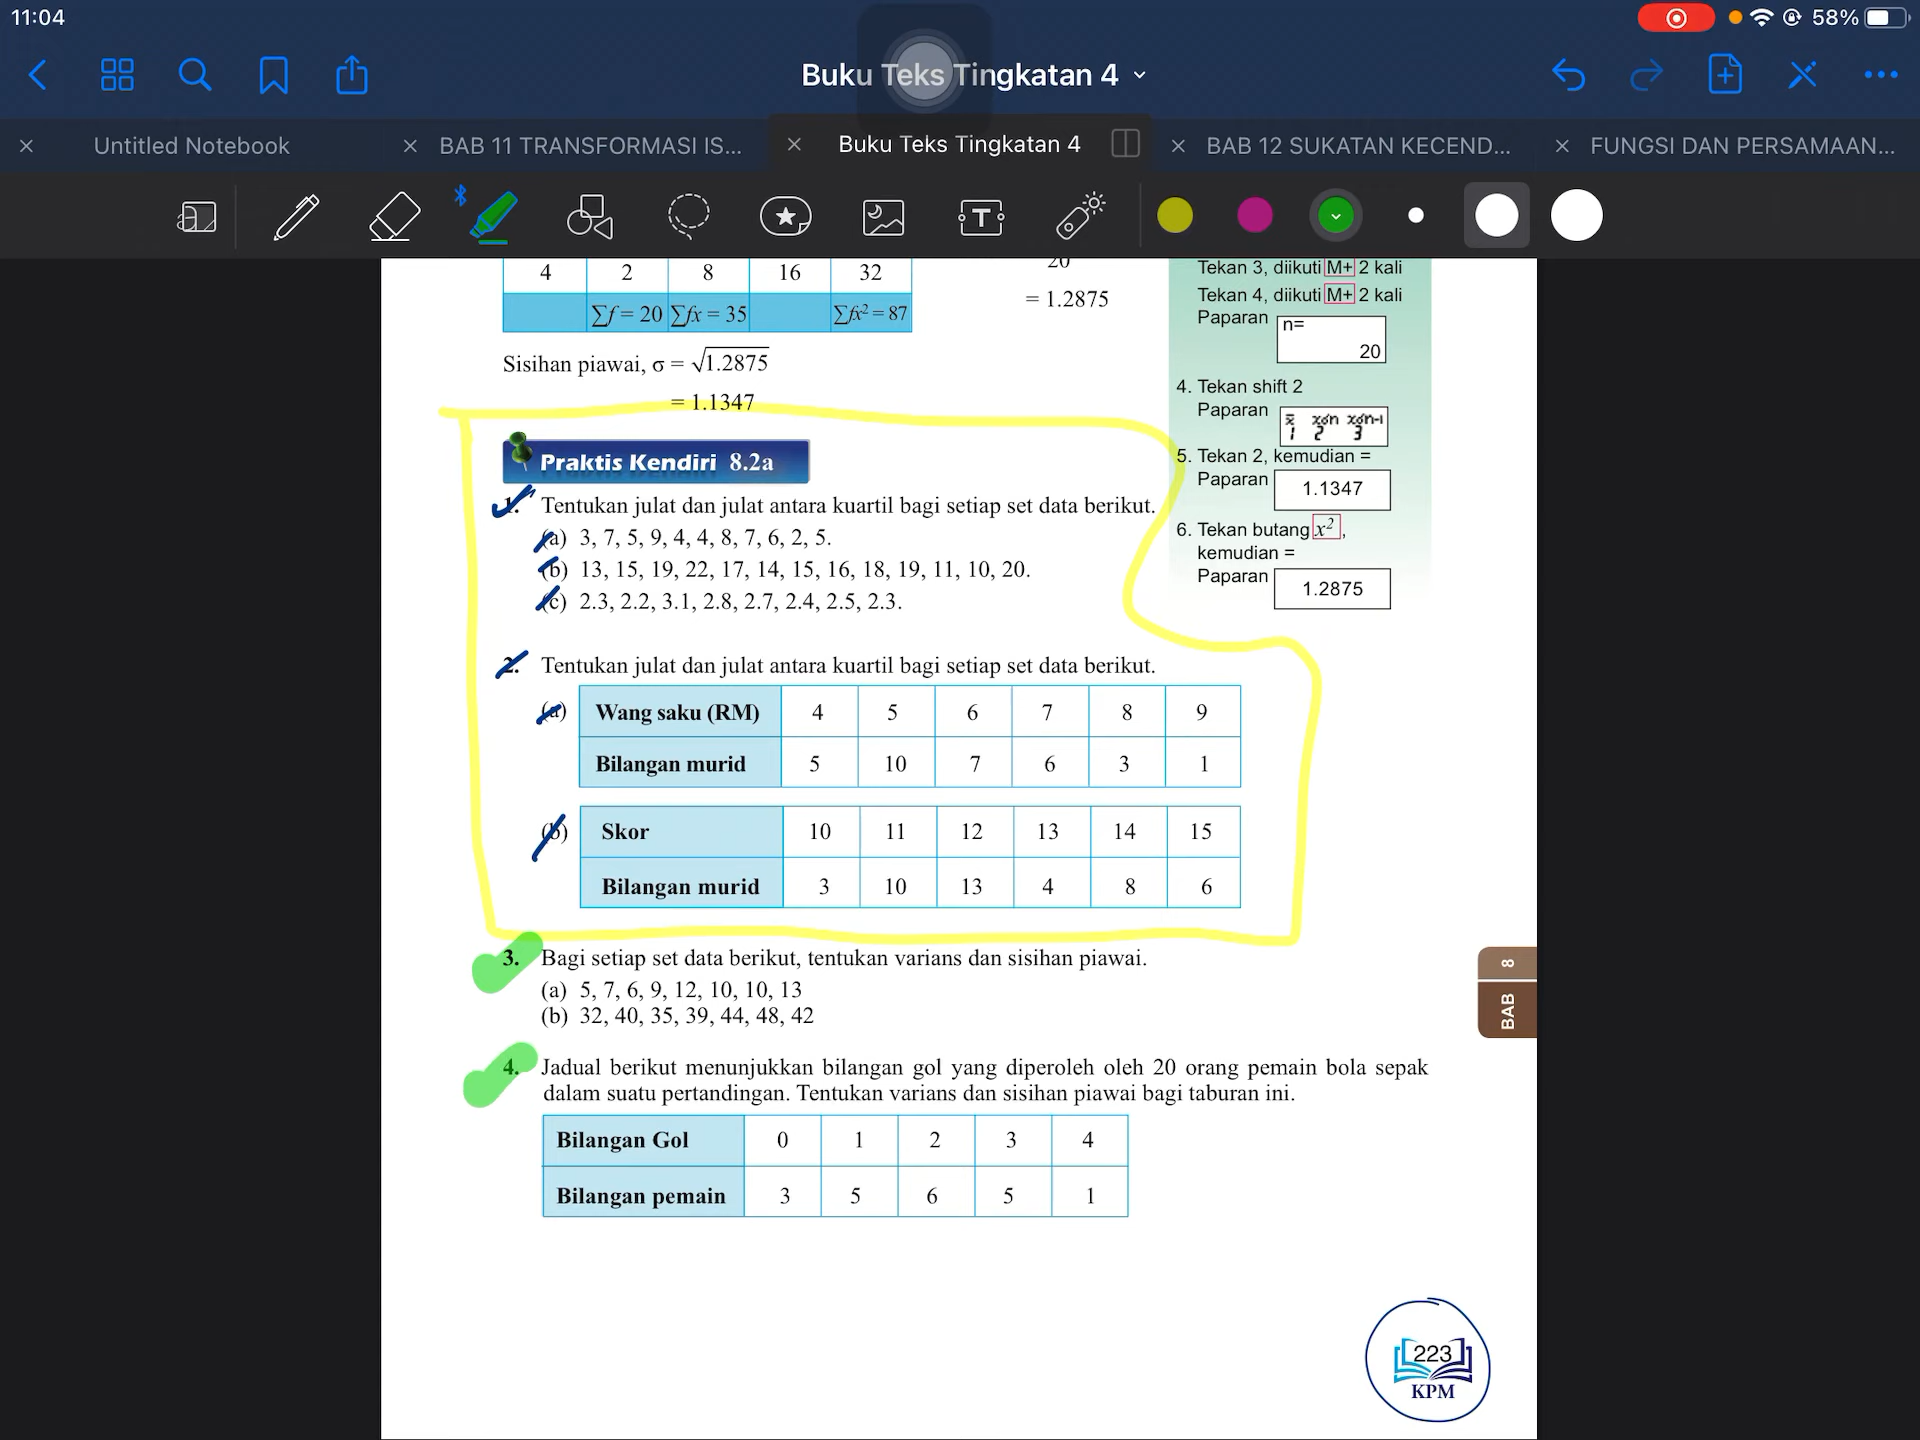 11:04
58%
Buku Teks Tingkatan 4
Untitled Notebook
BAB 11 TRANSFORMASI IS...
Buku Teks Tingkatan 4
BAB 12 SUKATAN KECEND...
FUNGSI DAN PERSAMAAN...
4 2 8 16 32
∑f = 20 ∑fx = 35 ∑fx² = 87
20
= 1.2875
Sisihan piawai, σ = √1.2875
= 1.1347
Tekan 3, diikuti M+ 2 kali
Tekan 4, diikuti M+ 2 kali
Paparan n= 20
4. Tekan shift 2
Paparan x̄ xσn xσn-1
1 2 3
5. Tekan 2, kemudian =
Paparan 1.1347
6. Tekan butang x²,
kemudian =
Paparan 1.2875
Praktis Kendiri 8.2a
1. Tentukan julat dan julat antara kuartil bagi setiap set data berikut.
(a) 3, 7, 5, 9, 4, 4, 8, 7, 6, 2, 5.
(b) 13, 15, 19, 22, 17, 14, 15, 16, 18, 19, 11, 10, 20.
(c) 2.3, 2.2, 3.1, 2.8, 2.7, 2.4, 2.5, 2.3.
2. Tentukan julat dan julat antara kuartil bagi setiap set data berikut.
(a) Wang saku (RM) 4 5 6 7 8 9
Bilangan murid 5 10 7 6 3 1
(b) Skor 10 11 12 13 14 15
Bilangan murid 3 10 13 4 8 6
3. Bagi setiap set data berikut, tentukan varians dan sisihan piawai.
(a) 5, 7, 6, 9, 12, 10, 10, 13
(b) 32, 40, 35, 39, 44, 48, 42
4. Jadual berikut menunjukkan bilangan gol yang diperoleh oleh 20 orang pemain bola sepak
dalam suatu pertandingan. Tentukan varians dan sisihan piawai bagi taburan ini.
Bilangan Gol 0 1 2 3 4
Bilangan pemain 3 5 6 5 1
BAB 8
223
KPM